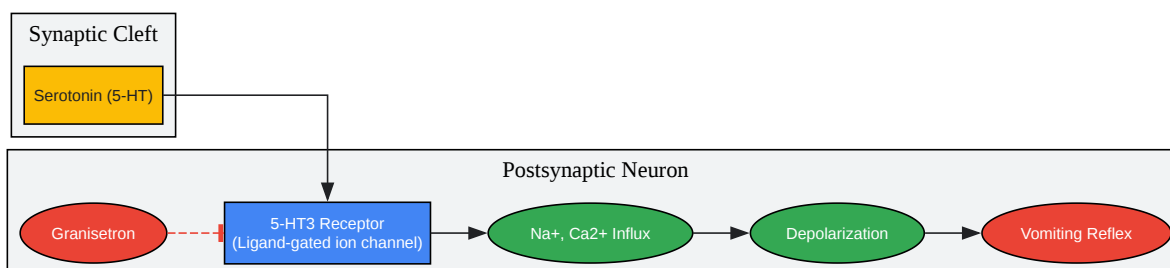 Synaptic Cleft
Serotonin (5-HT)
Postsynaptic Neuron
Granisetron
5-HT3 Receptor
(Ligand-gated ion channel)
Na+, Ca2+ Influx
Depolarization
Vomiting Reflex